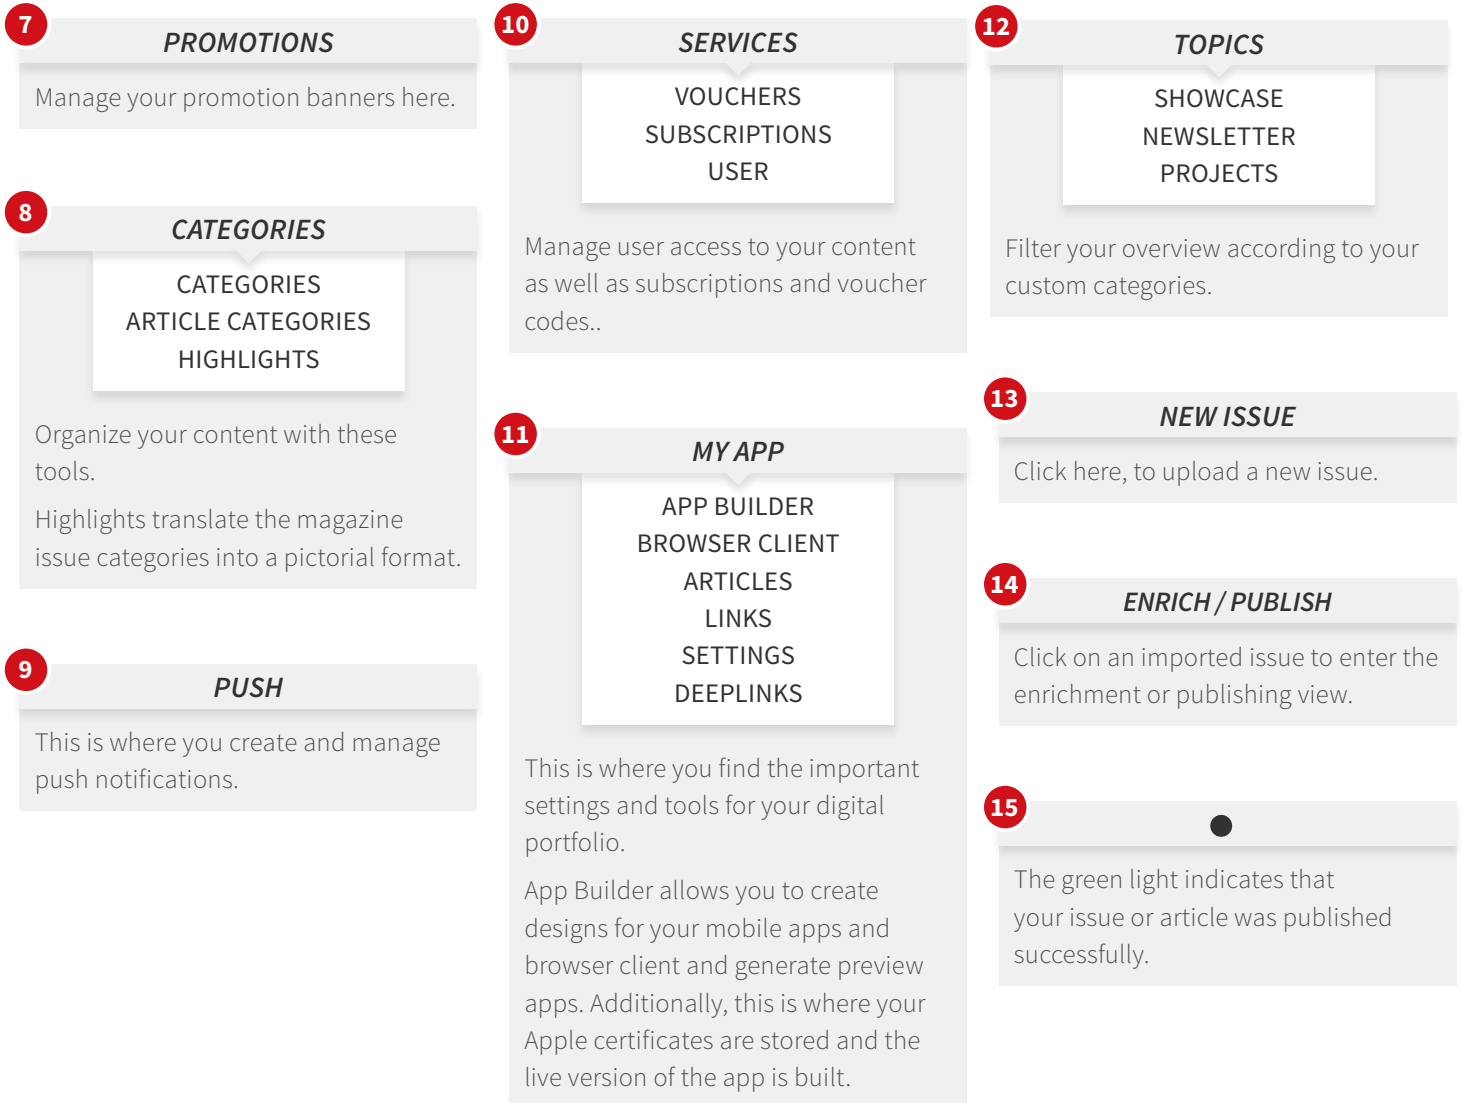 7
PROMOTIONS
Manage your promotion banners here.
8
CATEGORIES
CATEGORIES
ARTICLE CATEGORIES
HIGHLIGHTS
Organize your content with these
tools.
Highlights translate the magazine
issue categories into a pictorial format.
9
PUSH
This is where you create and manage
push notifications.
10
SERVICES
VOUCHERS
SUBSCRIPTIONS
USER
Manage user access to your content
as well as subscriptions and voucher
codes..
11
MY APP
APP BUILDER
BROWSER CLIENT
ARTICLES
LINKS
SETTINGS
DEEPLINKS
This is where you find the important
settings and tools for your digital
portfolio.
App Builder allows you to create
designs for your mobile apps and
browser client and generate preview
apps. Additionally, this is where your
Apple certificates are stored and the
live version of the app is built.
12
TOPICS
SHOWCASE
NEWSLETTER
PROJECTS
Filter your overview according to your
custom categories.
13
NEW ISSUE
Click here, to upload a new issue.
14
ENRICH / PUBLISH
Click on an imported issue to enter the
enrichment or publishing view.
15
The green light indicates that
your issue or article was published
successfully.